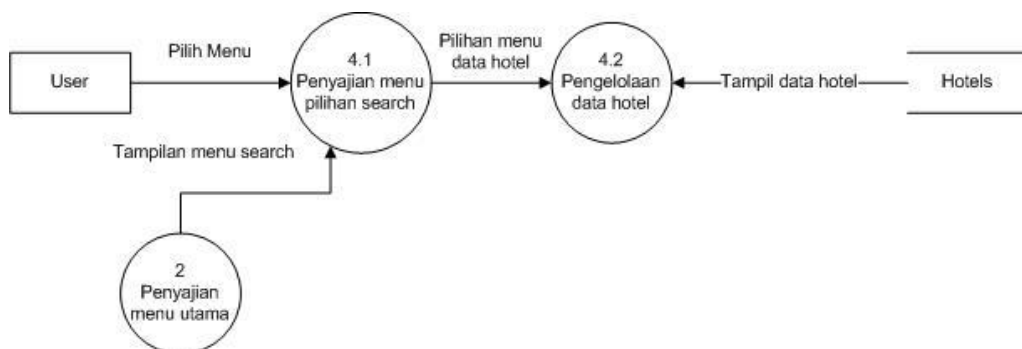 Pilih Menu
User
4.1
Penyajian menu
pilihan search
Pilihan menu
data hotel
4.2
Pengelolaan
data hotel
Tampil data hotel
Hotels
Tampilan menu search
2
Penyajian
menu utama